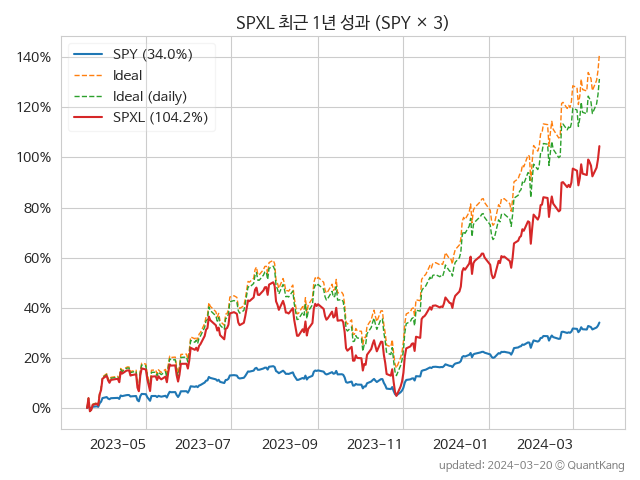 SPXL 최근 1년 성과 (SPY × 3)
SPY (34.0%)
Ideal
Ideal (daily)
SPXL (104.2%)
140%
120%
100%
80%
60%
40%
20%
0%
2023-05 2023-07 2023-09 2023-11 2024-01 2024-03
updated: 2024-03-20 © QuantKang